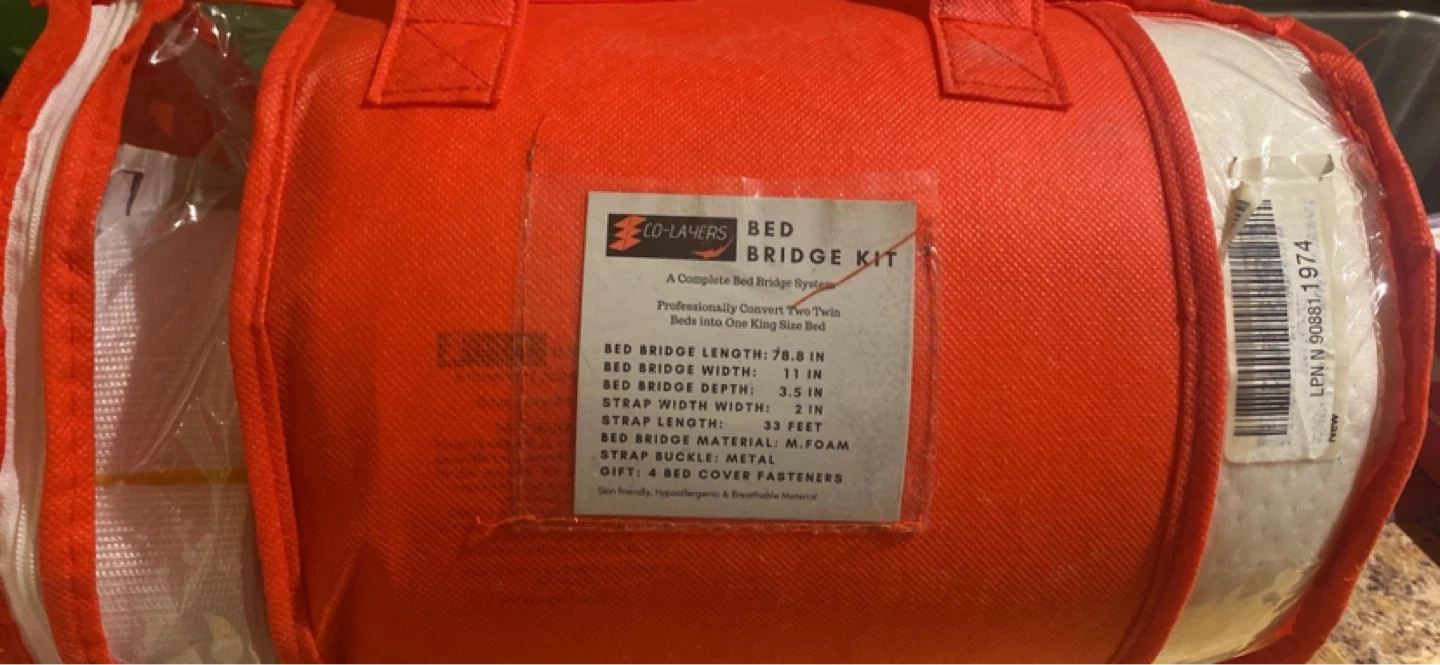 ECO-LAYERS
BED
BRIDGE KIT
A Complete Bed Bridge System
Professionally Convert Two Twin
Beds into One King Size Bed
BED BRIDGE LENGTH: 78.8 IN
BED BRIDGE WIDTH: 11 IN
BED BRIDGE DEPTH: 3.5 IN
STRAP WIDTH WIDTH: 2 IN
STRAP LENGTH: 33 FEET
BED BRIDGE MATERIAL: M.FOAM
STRAP BUCKLE: METAL
GIFT: 4 BED COVER FASTENERS
Skin friendly, Hypoallergenic & Breathable Material
LPN N 90881 1974
New